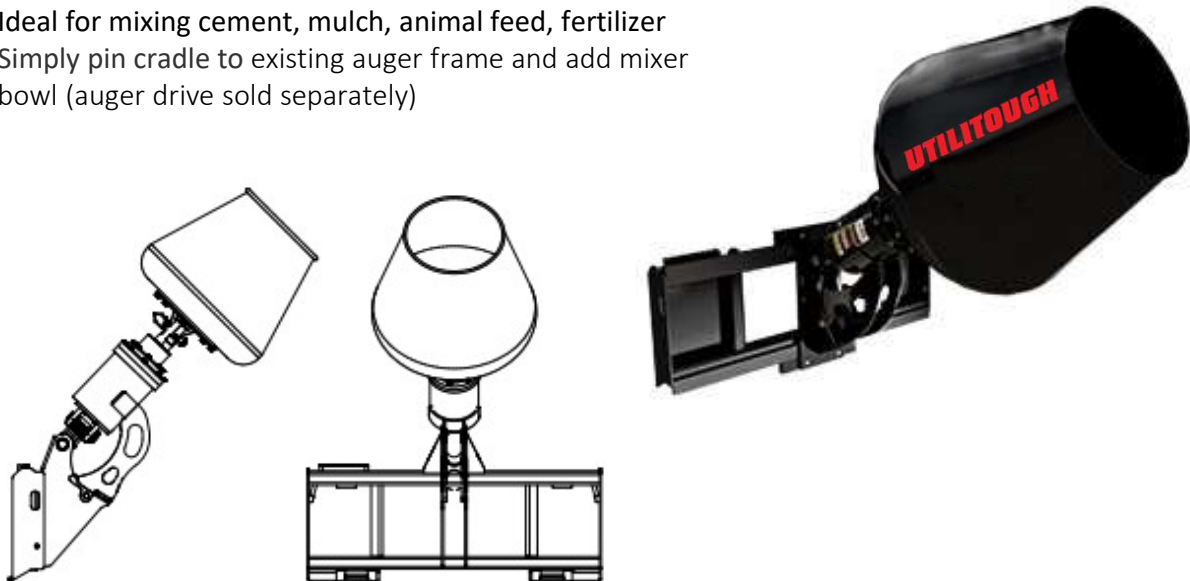 Ideal for mixing cement, mulch, animal feed, fertilizer
Simply pin cradle to existing auger frame and add mixer
bowl (auger drive sold separately)
UTILITOUGH